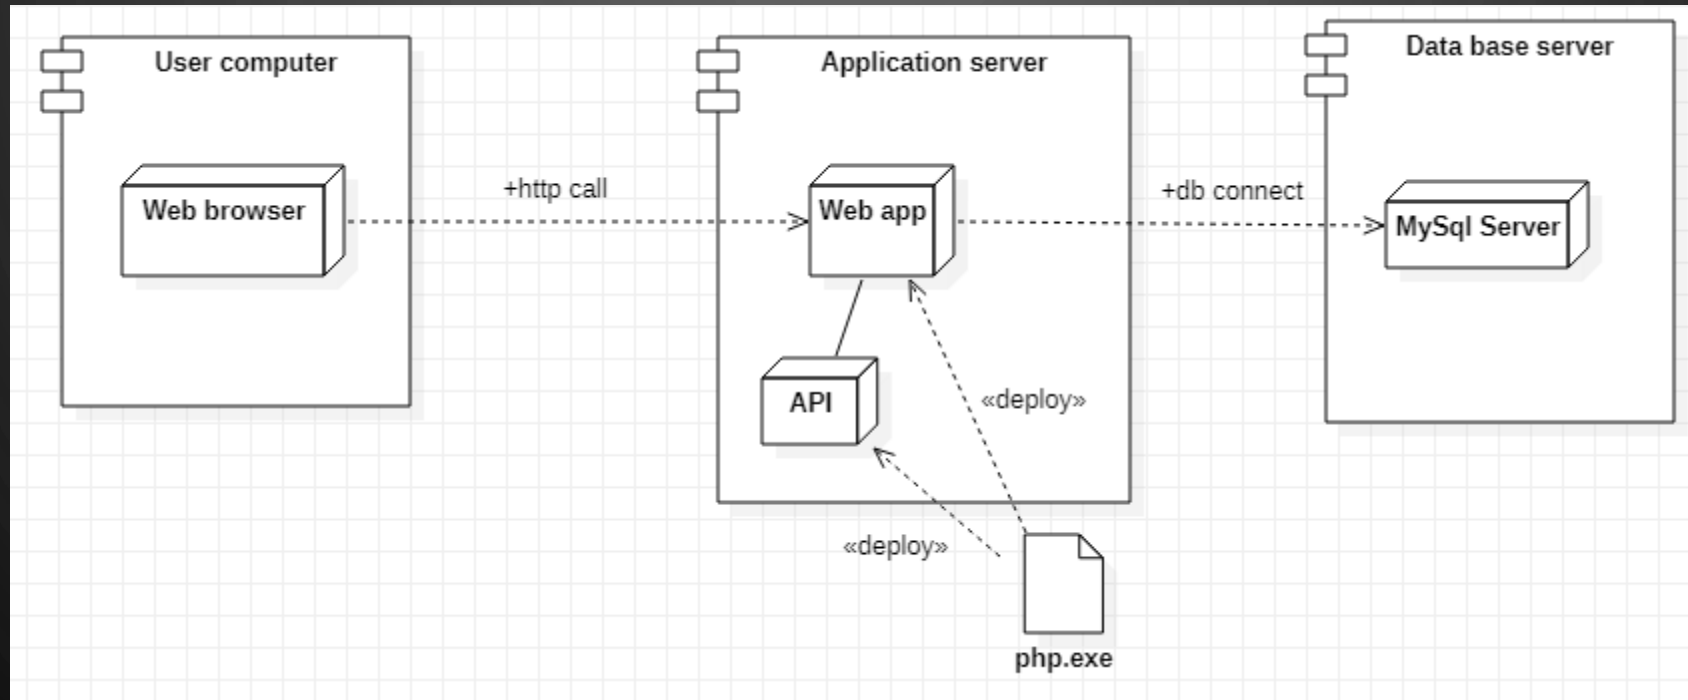 User computer
Application server
Data base server
+http call
+db connect
Web browser
Web app
MySql Server
API
«deploy»
«deploy»
php.exe